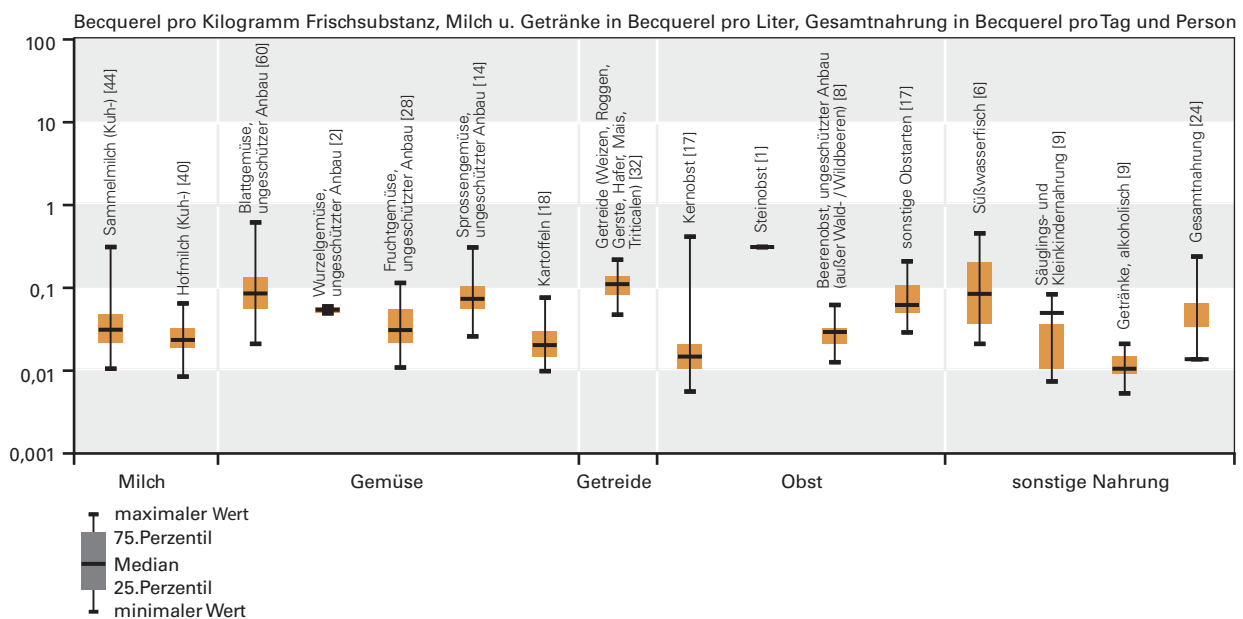 Becquerel pro Kilogramm Frischsubstanz, Milch u. Getränke in Becquerel pro Liter, Gesamtnahrung in Becquerel pro Tag und Person
100
10
1
0,1
0,01
0,001
Sammelmilch (Kuh-) [44]
Hofmilch (Kuh-) [40]
Blattgemüse,
ungeschützer Anbau [60]
Wurzelgemüse,
ungeschützter Anbau [2]
Fruchtgemüse,
ungeschützter Anbau [28]
Sprossengemüse,
ungeschützter Anbau [14]
Kartoffeln [18]
Getreide (Weizen, Roggen,
Gerste, Hafer, Mais,
Triticalen) [32]
Kernobst [17]
Steinobst [1]
Beerenobst, ungeschützter Anbau
(außer Wald- / Wildbeeren) [8]
sonstige Obstarten [17]
Süßwasserfisch [6]
Säuglings- und
Kleinkindernahrung [9]
Getränke, alkoholisch [9]
Gesamtnahrung [24]
Milch
Gemüse
Getreide
Obst
sonstige Nahrung
maximaler Wert
75.Perzentil
Median
25.Perzentil
minimaler Wert